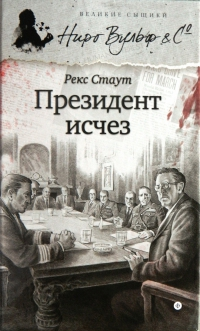 ВЕЛИКИЕ СЫЩИКИ
Ниро Вульф & Co
Рекс Стаут
Президент
исчез